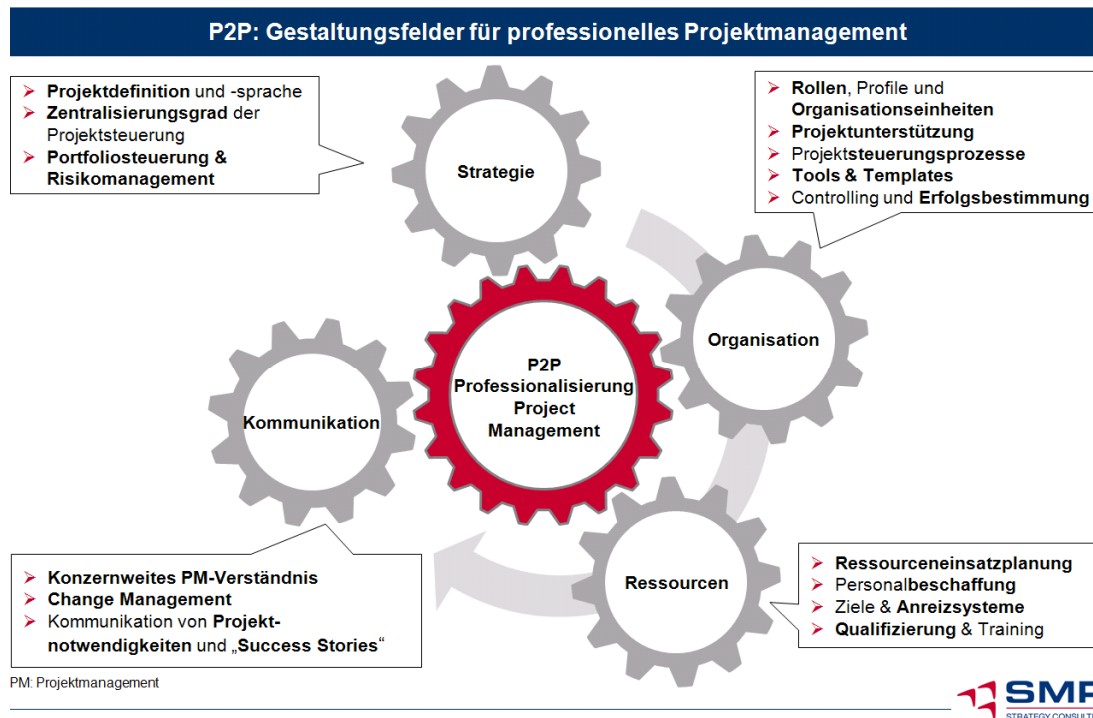 P2P: Gestaltungsfelder für professionelles Projektmanagement
Projektdefinition und -sprache
Zentralisierungsgrad der
Projektsteuerung
Portfoliosteuerung &
Risikomanagement
Strategie
Rollen, Profile und
Organisationseinheiten
Projektunterstützung
Projektsteuerungsprozesse
Tools & Templates
Controlling und Erfolgsbestimmung
Organisation
P2P
Professionalisierung
Project
Management
Kommunikation
Ressourcen
Konzernweites PM-Verständnis
Change Management
Kommunikation von Projekt-
notwendigkeiten und „Success Stories“
Ressourceneinsatzplanung
Personalbeschaffung
Ziele & Anreizsysteme
Qualifizierung & Training
PM: Projektmanagement
SMP
STRATEGY